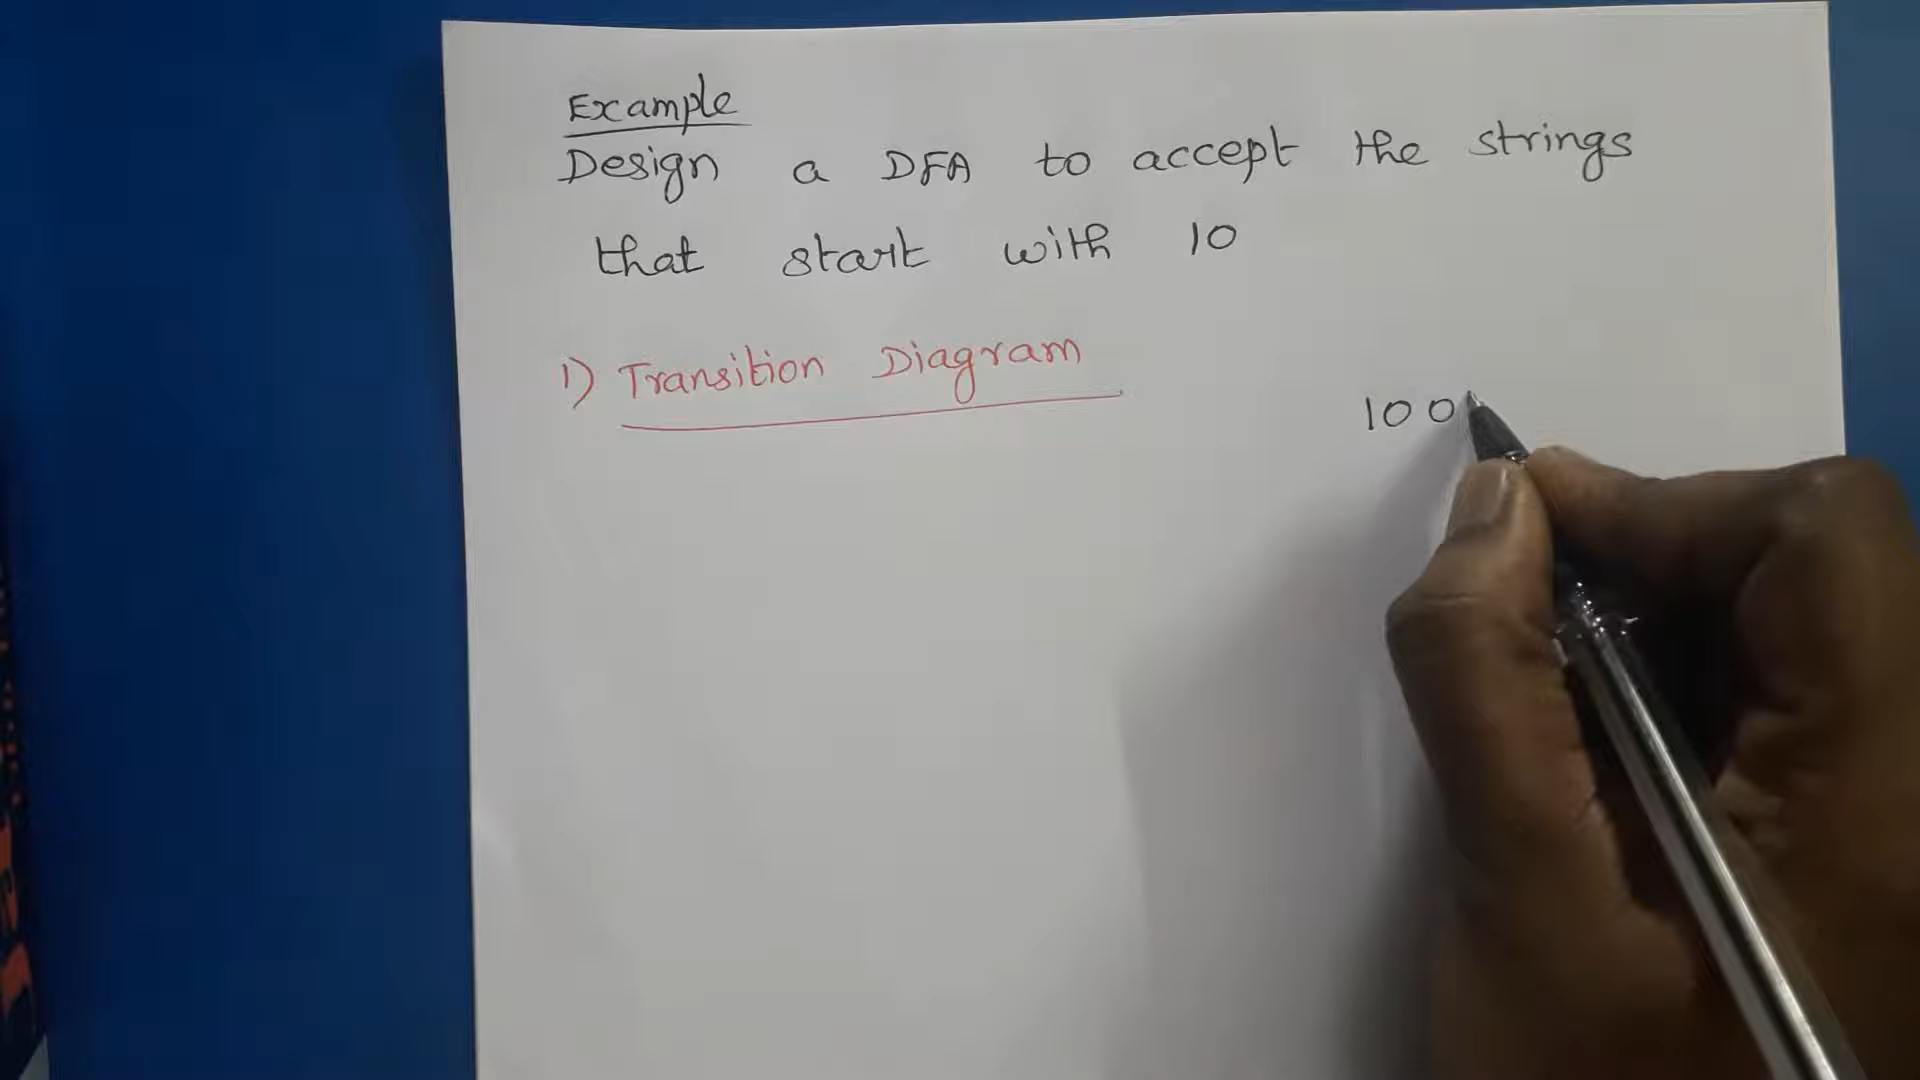 Example
Design a DFA to accept the strings
that start with 10
1) Transition Diagram
100